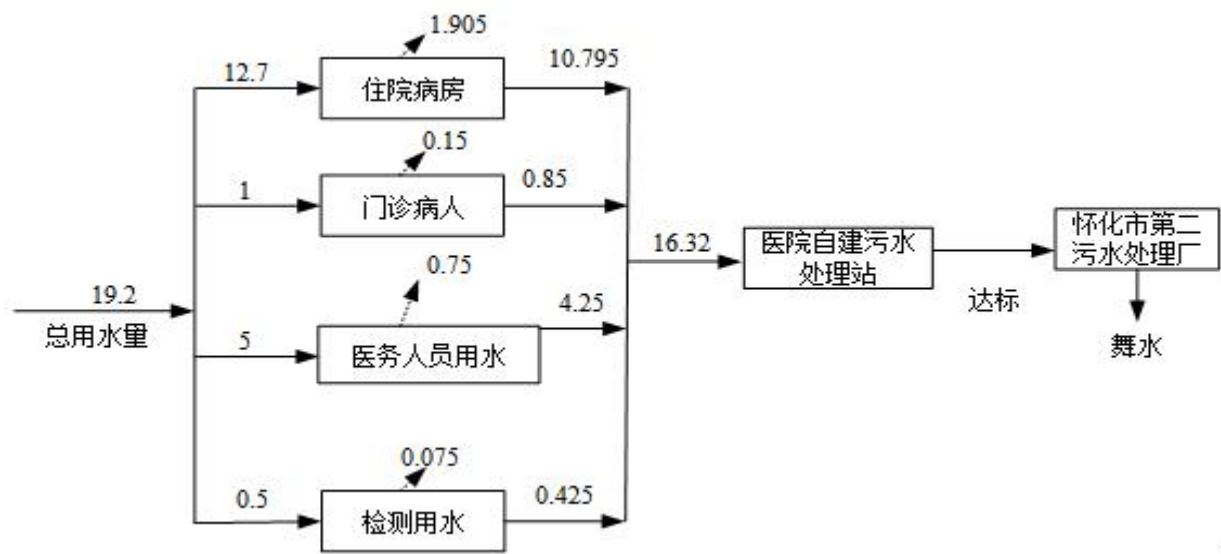 1.905
12.7
住院病房
10.795
0.15
1
门诊病人
0.85
16.32
医院自建污水
处理站
达标
怀化市第二
污水处理厂
舞水
0.75
19.2
总用水量
5
医务人员用水
4.25
0.075
0.5
检测用水
0.425